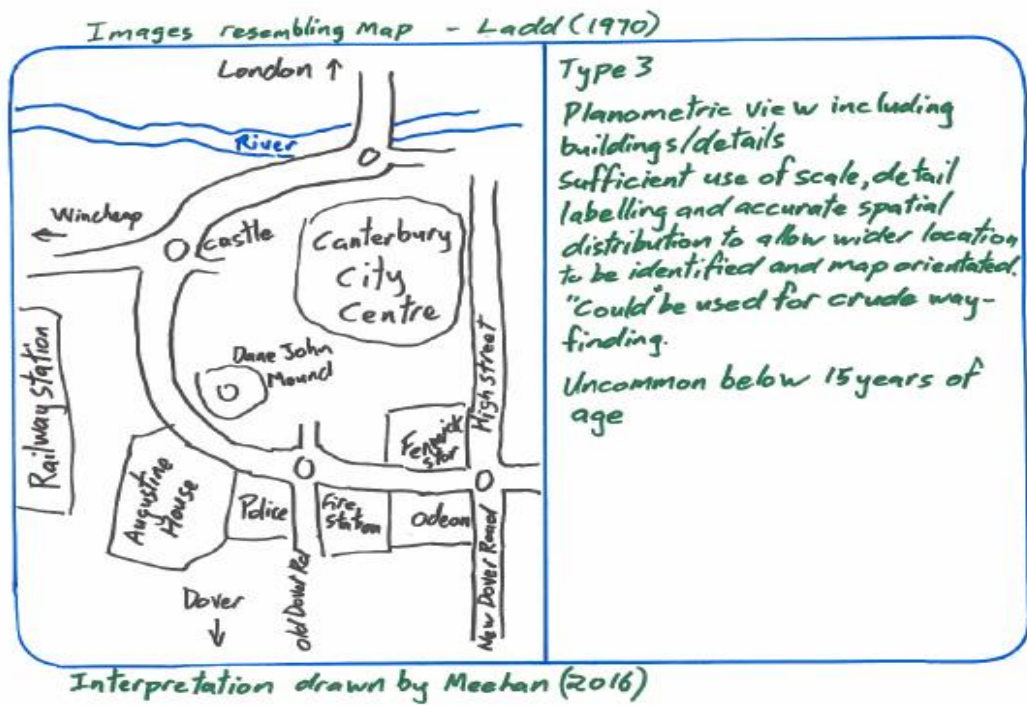 Images resembling map - Ladd (1970)
London ↑
River
← Wincheap
castle
Canterbury
City
Centre
Railway Station
Dane John
Mound
High Street
Fenwick
stor
Augustine
House
Police
Fire
station
Odeon
Old Dover Rd
New Dover Road
Dover
↓
Type 3
Planometric view including
buildings/details
sufficient use of scale, detail
labelling and accurate spatial
distribution to allow wider location
to be identified and map orientated.
"Could" be used for crude way-
finding.
Uncommon below 15 years of
age
Interpretation drawn by Meehan (2016)